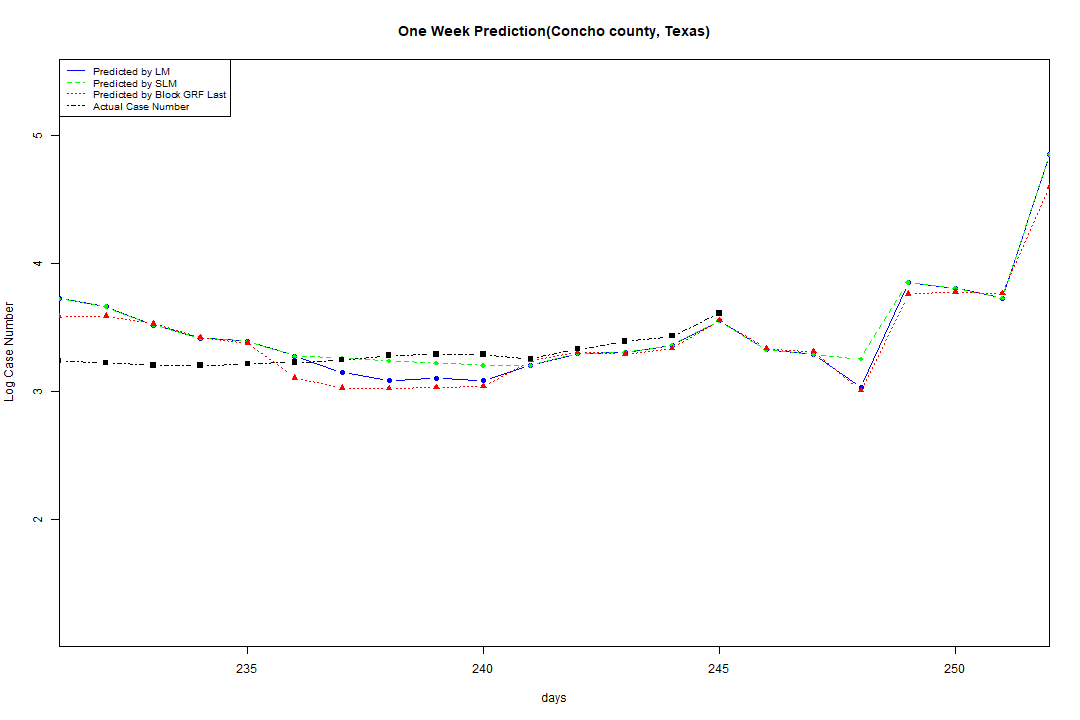 One Week Prediction(Concho county, Texas)
Predicted by LM
Predicted by SLM
Predicted by Block GRF Last
Actual Case Number
5
4
3
2
Log Case Number
235 240 245 250
days